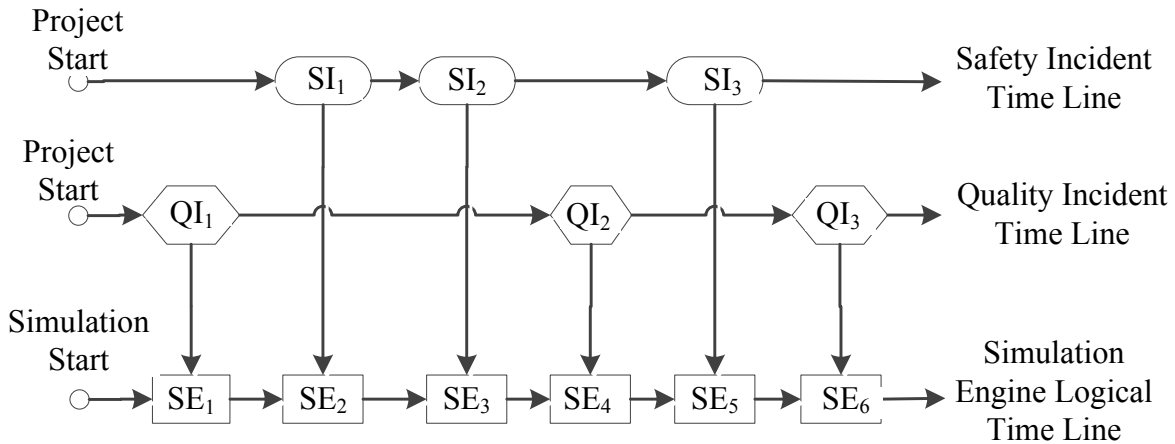 Project
Start
SI₁
SI₂
SI₃
Safety Incident
Time Line
Project
Start
QI₁
QI₂
QI₃
Quality Incident
Time Line
Simulation
Start
SE₁
SE₂
SE₃
SE₄
SE₅
SE₆
Simulation
Engine Logical
Time Line